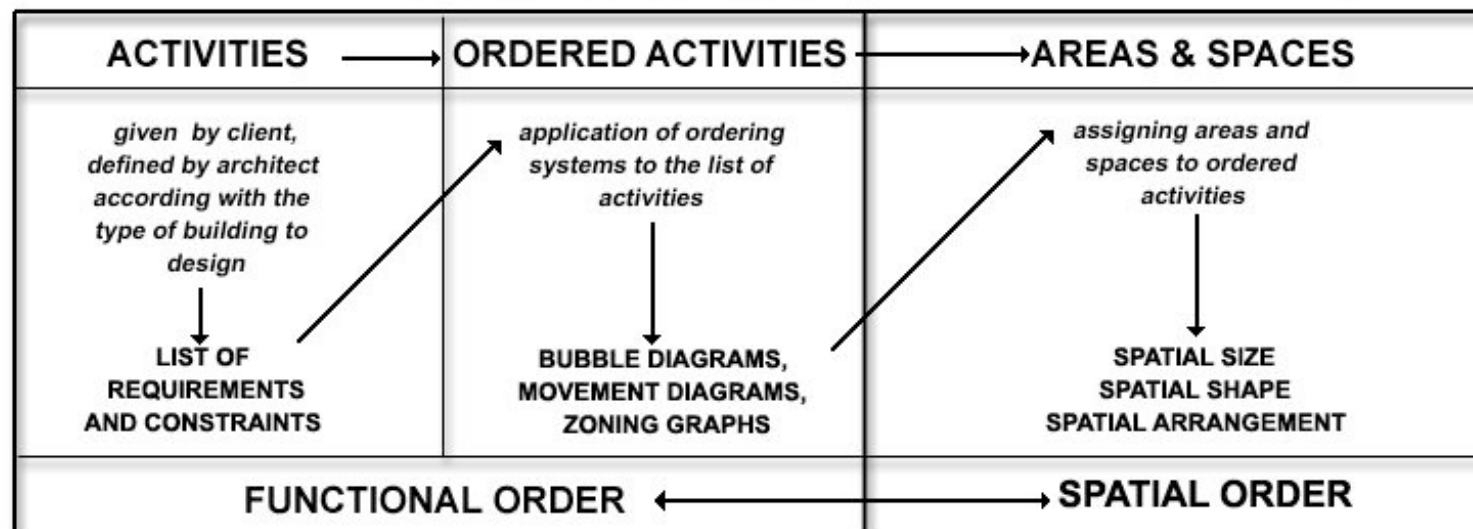 ACTIVITIES
ORDERED ACTIVITIES
AREAS & SPACES
given by client,
defined by architect
according with the
type of building to
design
LIST OF
REQUIREMENTS
AND CONSTRAINTS
application of ordering
systems to the list of
activities
BUBBLE DIAGRAMS,
MOVEMENT DIAGRAMS,
ZONING GRAPHS
assigning areas and
spaces to ordered
activities
SPATIAL SIZE
SPATIAL SHAPE
SPATIAL ARRANGEMENT
FUNCTIONAL ORDER
SPATIAL ORDER